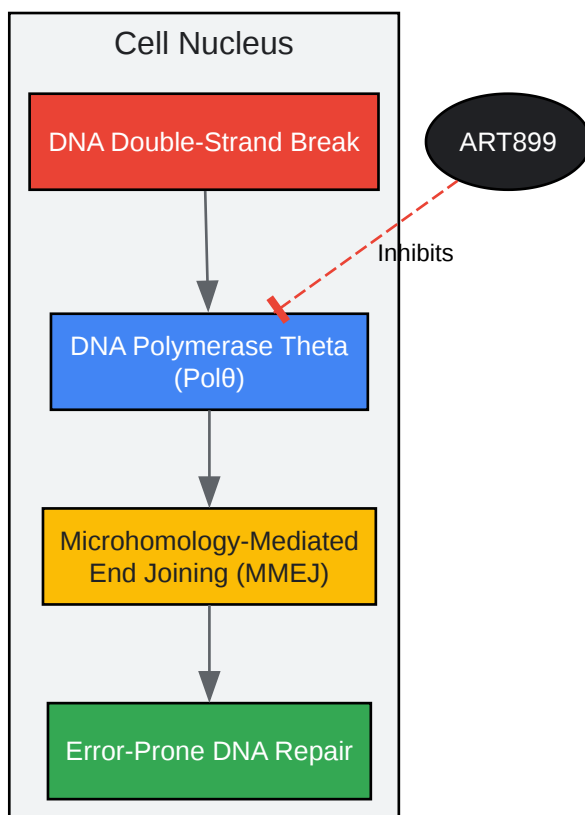 Cell Nucleus
DNA Double-Strand Break
ART899
Inhibits
DNA Polymerase Theta
(Polθ)
Microhomology-Mediated
End Joining (MMEJ)
Error-Prone DNA Repair